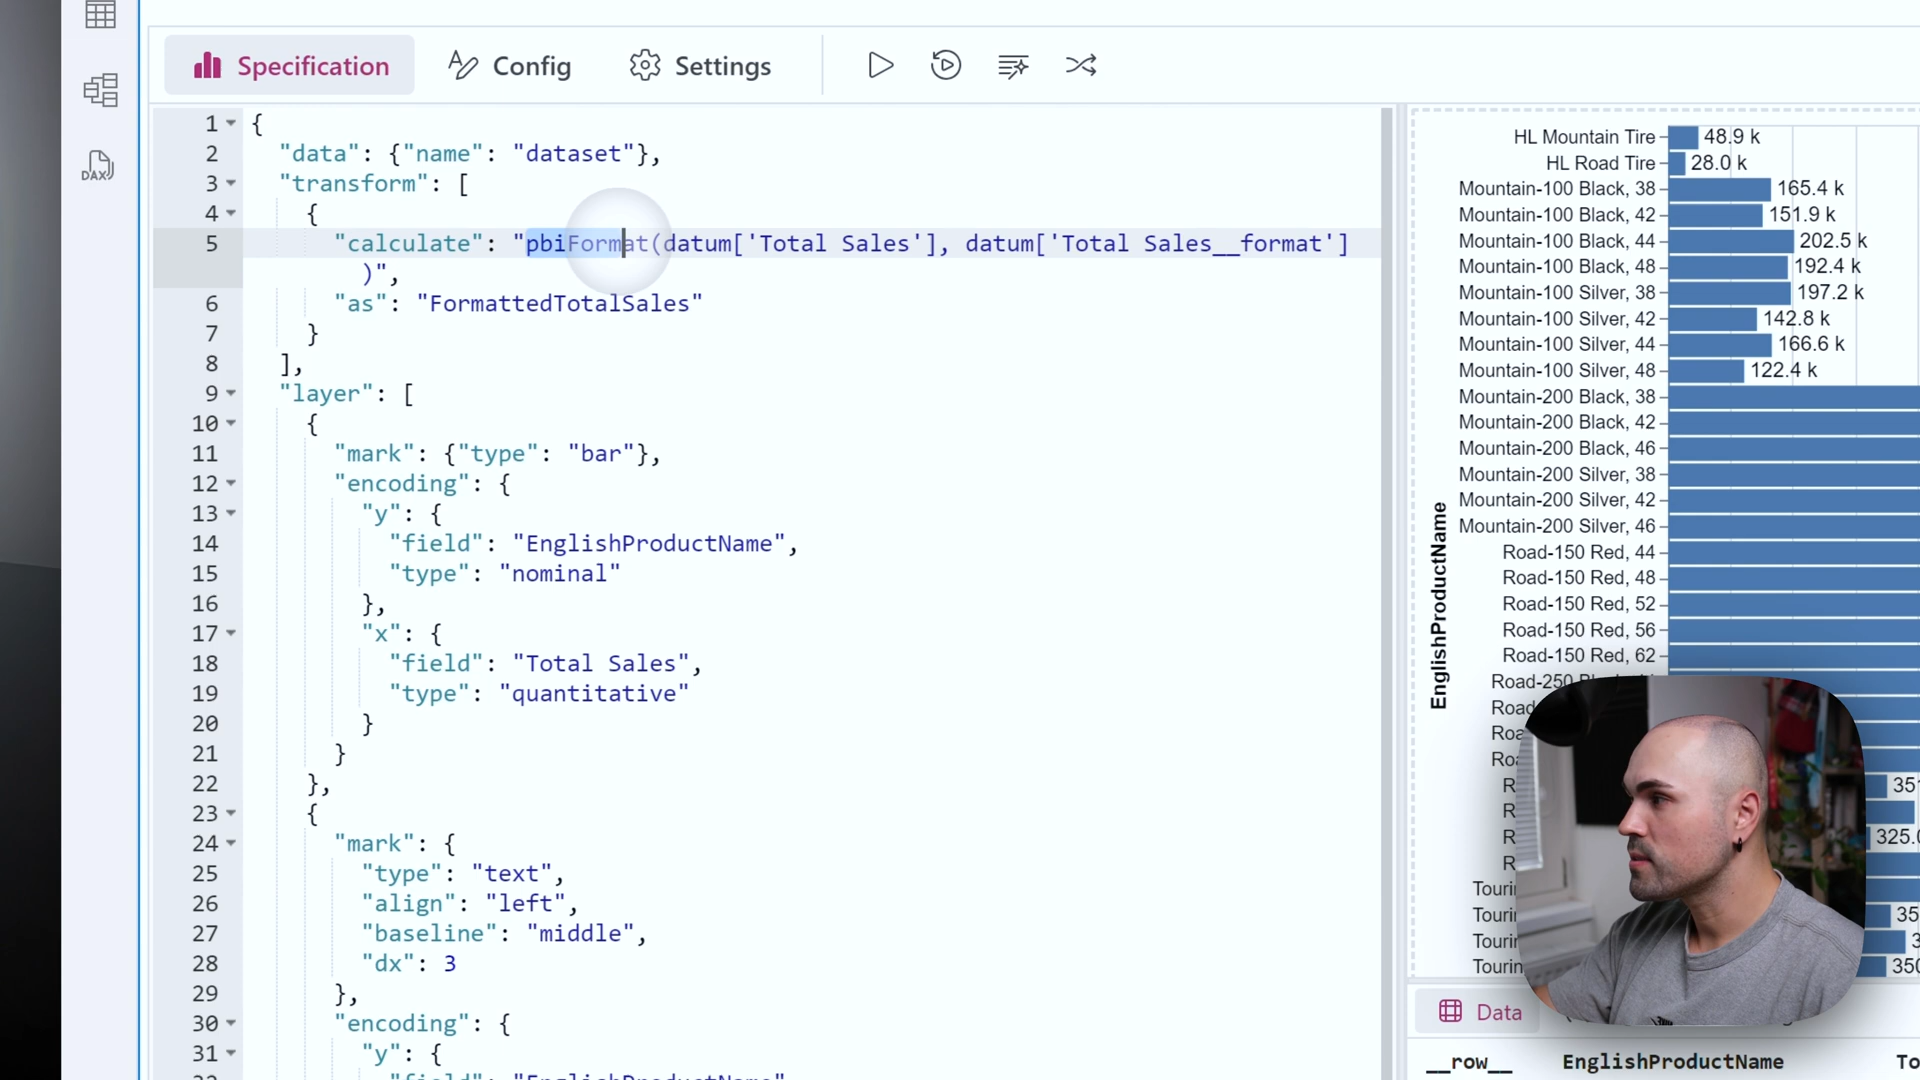 Specification
Config
Settings
DAX
1 {
2 "data": {"name": "dataset"},
3 "transform": [
4 {
5 "calculate": "pbiFormat(datum['Total Sales'], datum['Total Sales__format']
)",
6 "as": "FormattedTotalSales"
7 }
8 ],
9 "layer": [
10 {
11 "mark": {"type": "bar"},
12 "encoding": {
13 "y": {
14 "field": "EnglishProductName",
15 "type": "nominal"
16 },
17 "x": {
18 "field": "Total Sales",
19 "type": "quantitative"
20 }
21 }
22 },
23 {
24 "mark": {
25 "type": "text",
26 "align": "left",
27 "baseline": "middle",
28 "dx": 3
29 },
30 "encoding": {
31 "y": {
"field": "EnglishProductName"
EnglishProductName
HL Mountain Tire 48.9 k
HL Road Tire 28.0 k
Mountain-100 Black, 38 165.4 k
Mountain-100 Black, 42 151.9 k
Mountain-100 Black, 44 202.5 k
Mountain-100 Black, 48 192.4 k
Mountain-100 Silver, 38 197.2 k
Mountain-100 Silver, 42 142.8 k
Mountain-100 Silver, 44 166.6 k
Mountain-100 Silver, 48 122.4 k
Mountain-200 Black, 38
Mountain-200 Black, 42
Mountain-200 Black, 46
Mountain-200 Silver, 38
Mountain-200 Silver, 42
Mountain-200 Silver, 46
Road-150 Red, 44
Road-150 Red, 48
Road-150 Red, 52
Road-150 Red, 56
Road-150 Red, 62
Road-250
Data
__row__ EnglishProductName